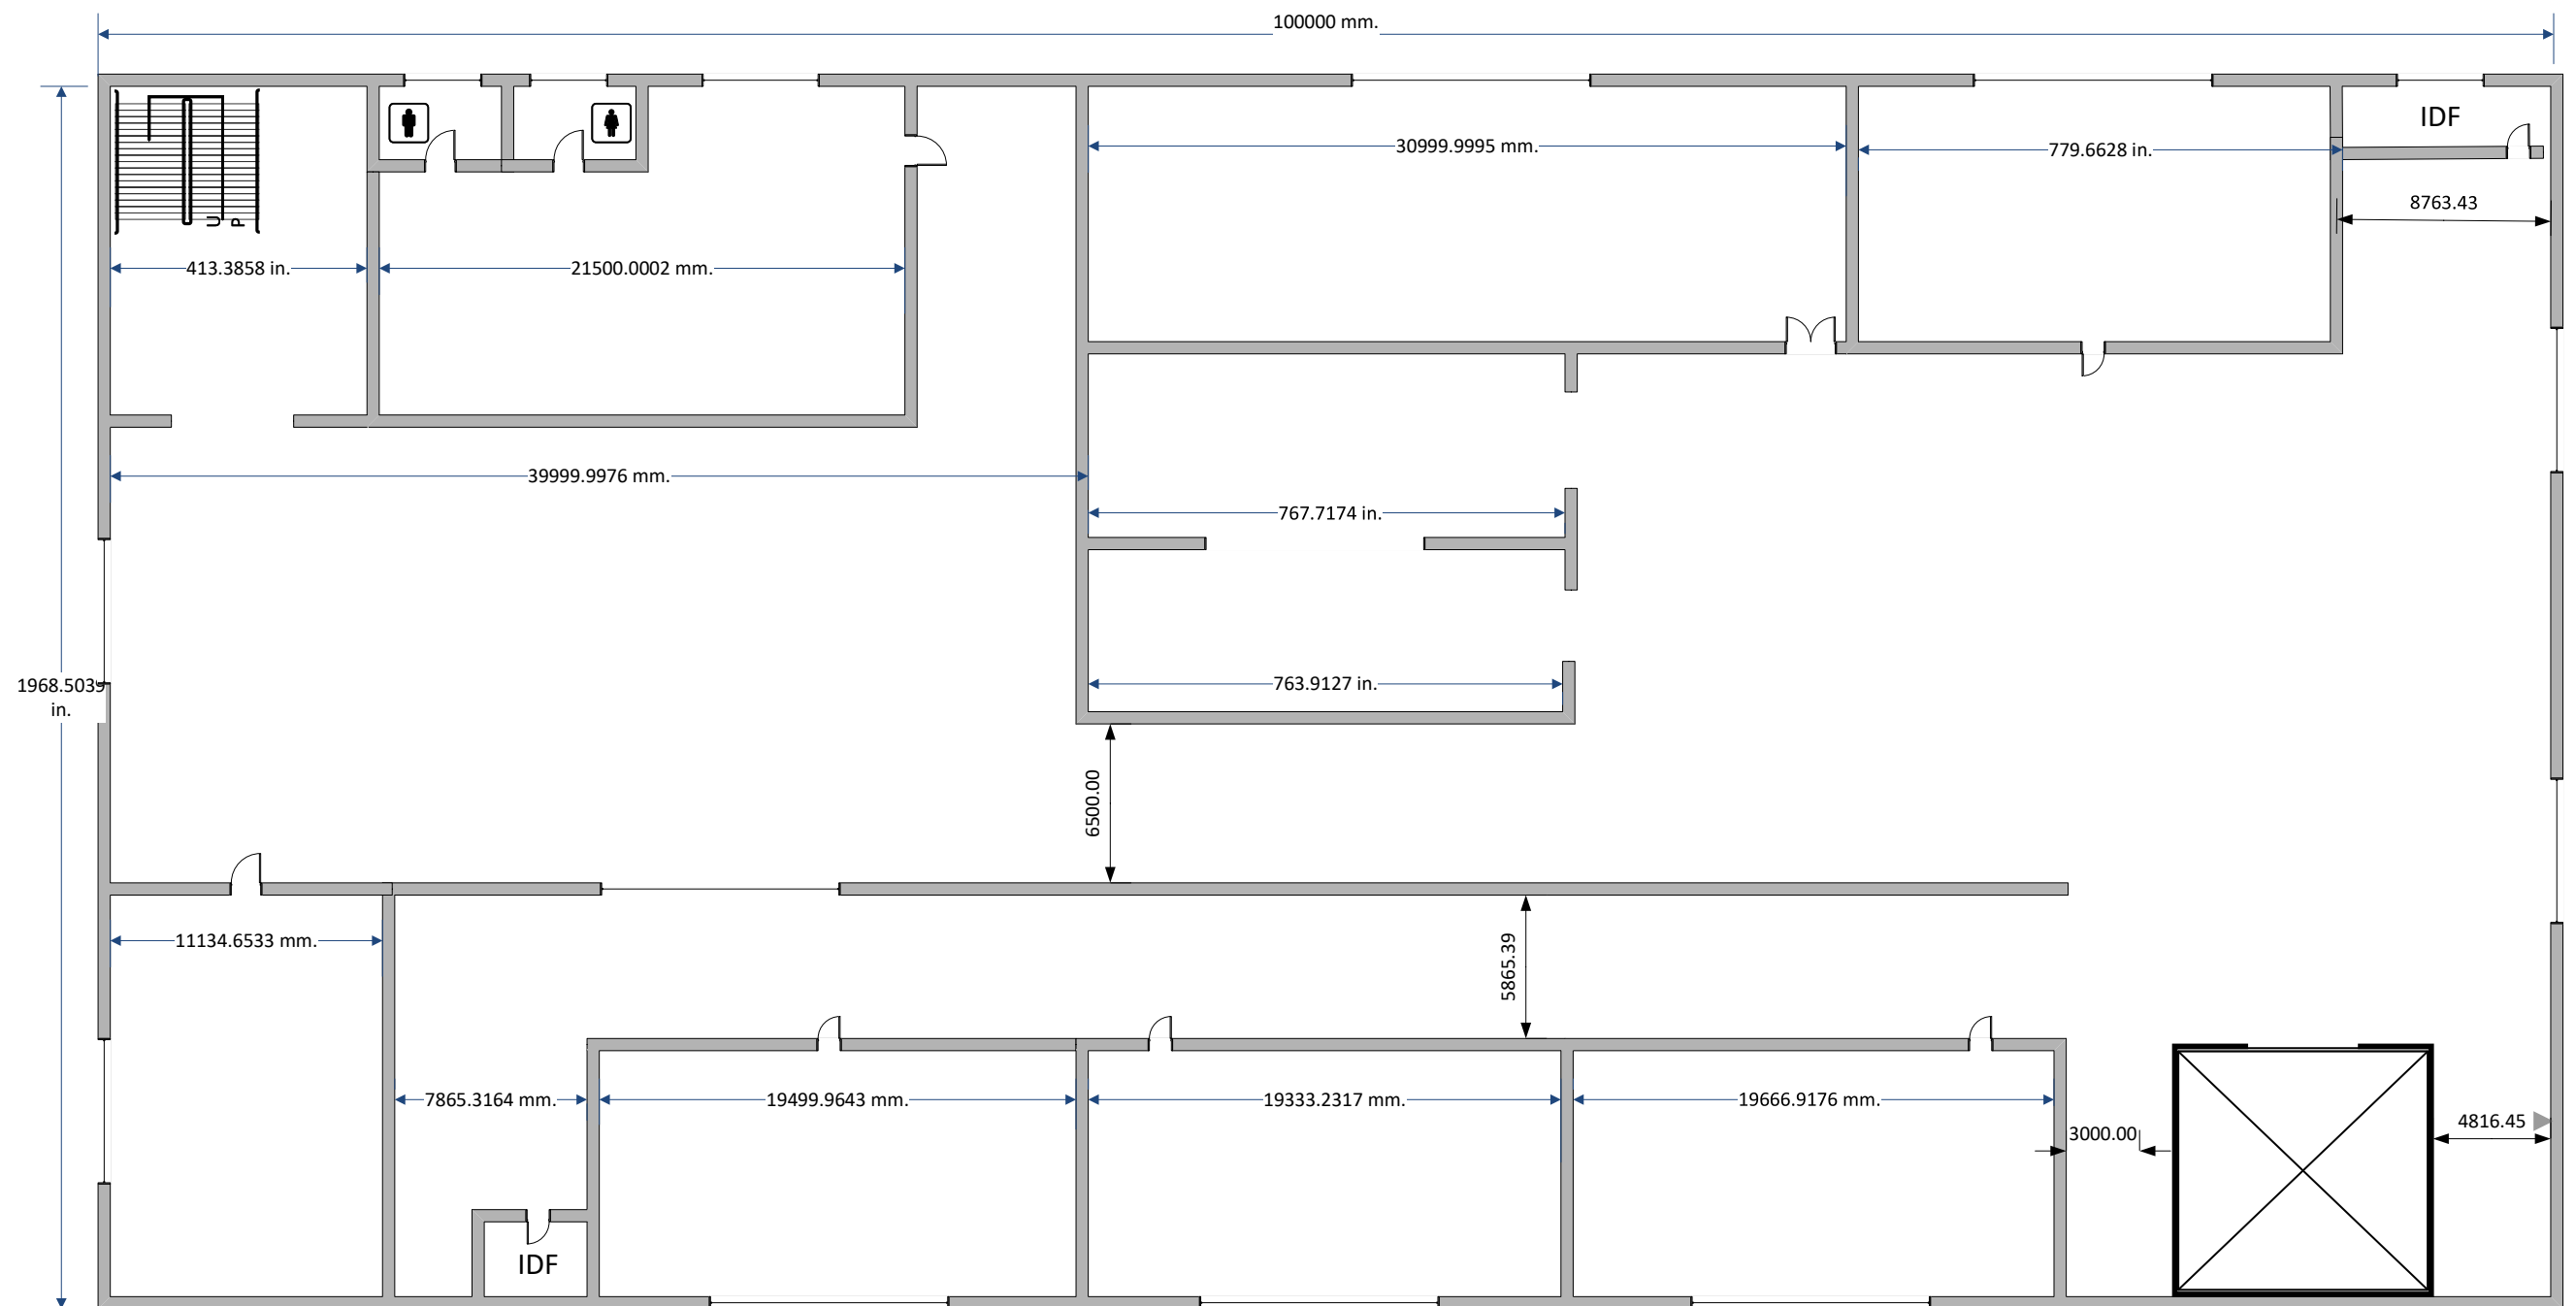 100000 mm.
IDF
30999.9995 mm.
779.6628 in.
8763.43
U
P
413.3858 in.
21500.0002 mm.
39999.9976 mm.
767.7174 in.
1968.5039
in.
763.9127 in.
6500.00
11134.6533 mm.
5865.39
7865.3164 mm.
19499.9643 mm.
19333.2317 mm.
19666.9176 mm.
3000.00
4816.45
IDF